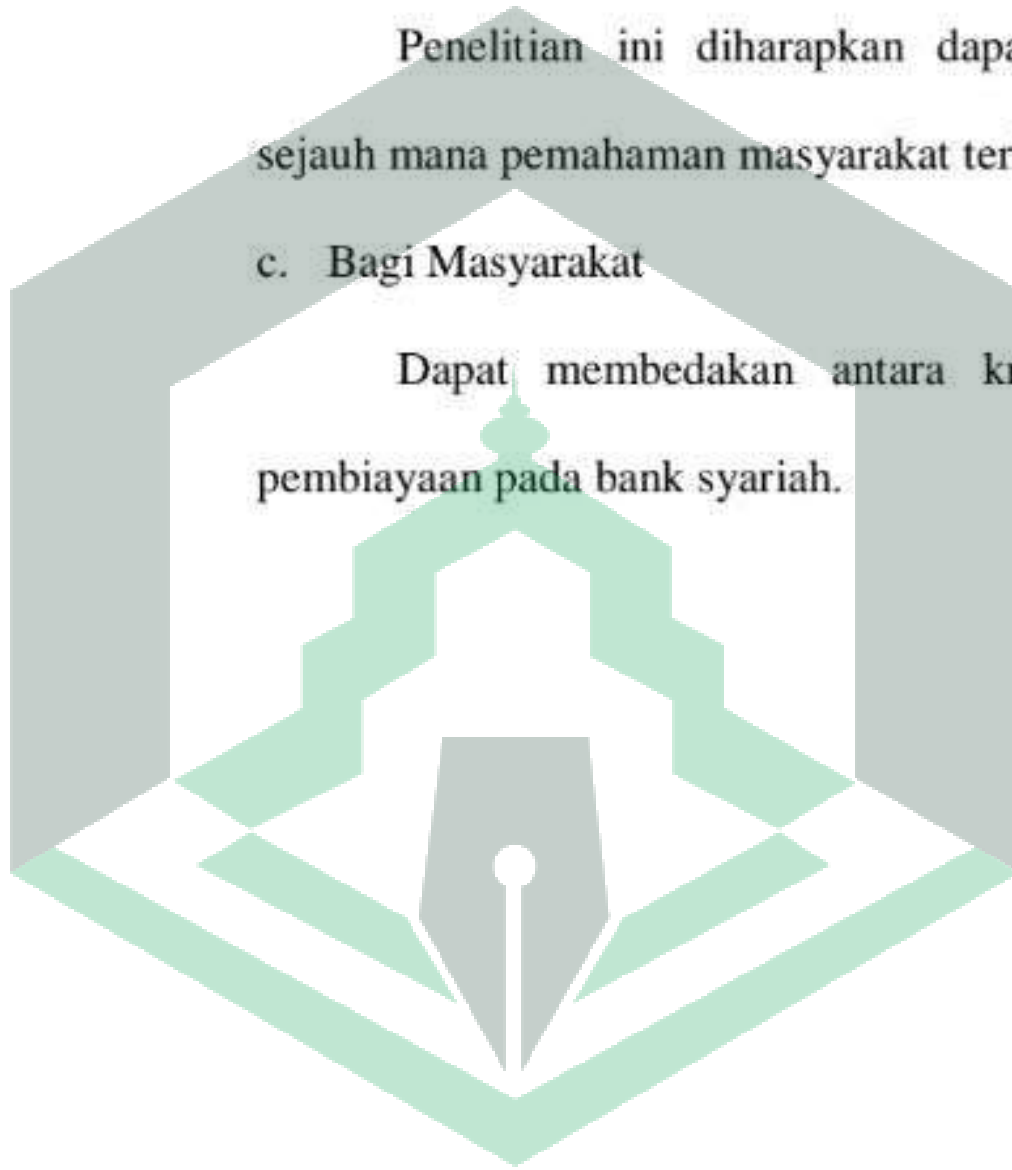 Penelitian ini diharapkan
sejauh mana pemahaman masyarakat
c. Bagi Masyarakat
Dapat membedakan antara
pembiayaan pada bank syariah.